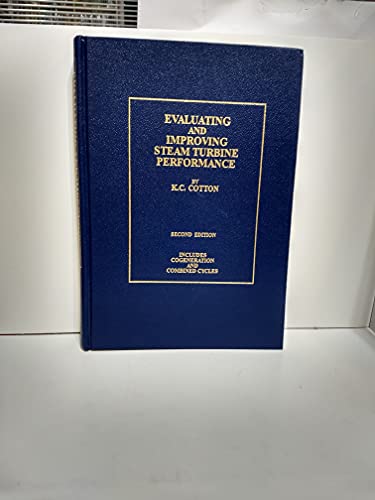 EVALUATING
AND
IMPROVING
STEAM TURBINE
PERFORMANCE
BY
K.C. COTTON
SECOND EDITION
INCLUDES
COGENERATION
AND
COMBINED CYCLES